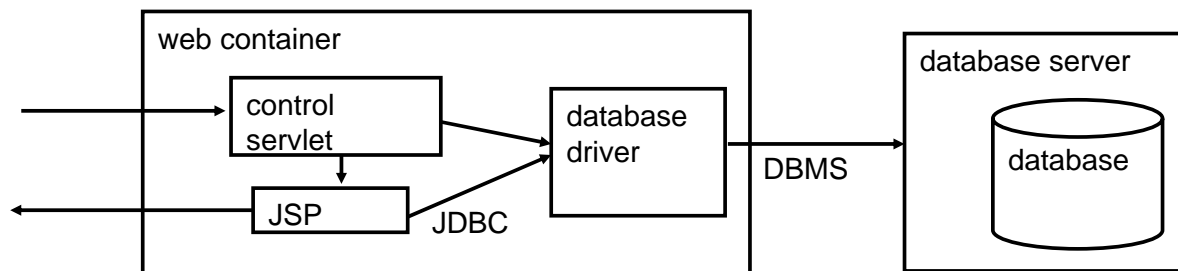 web container
control
servlet
JSP
JDBC
database
driver
DBMS
database server
database